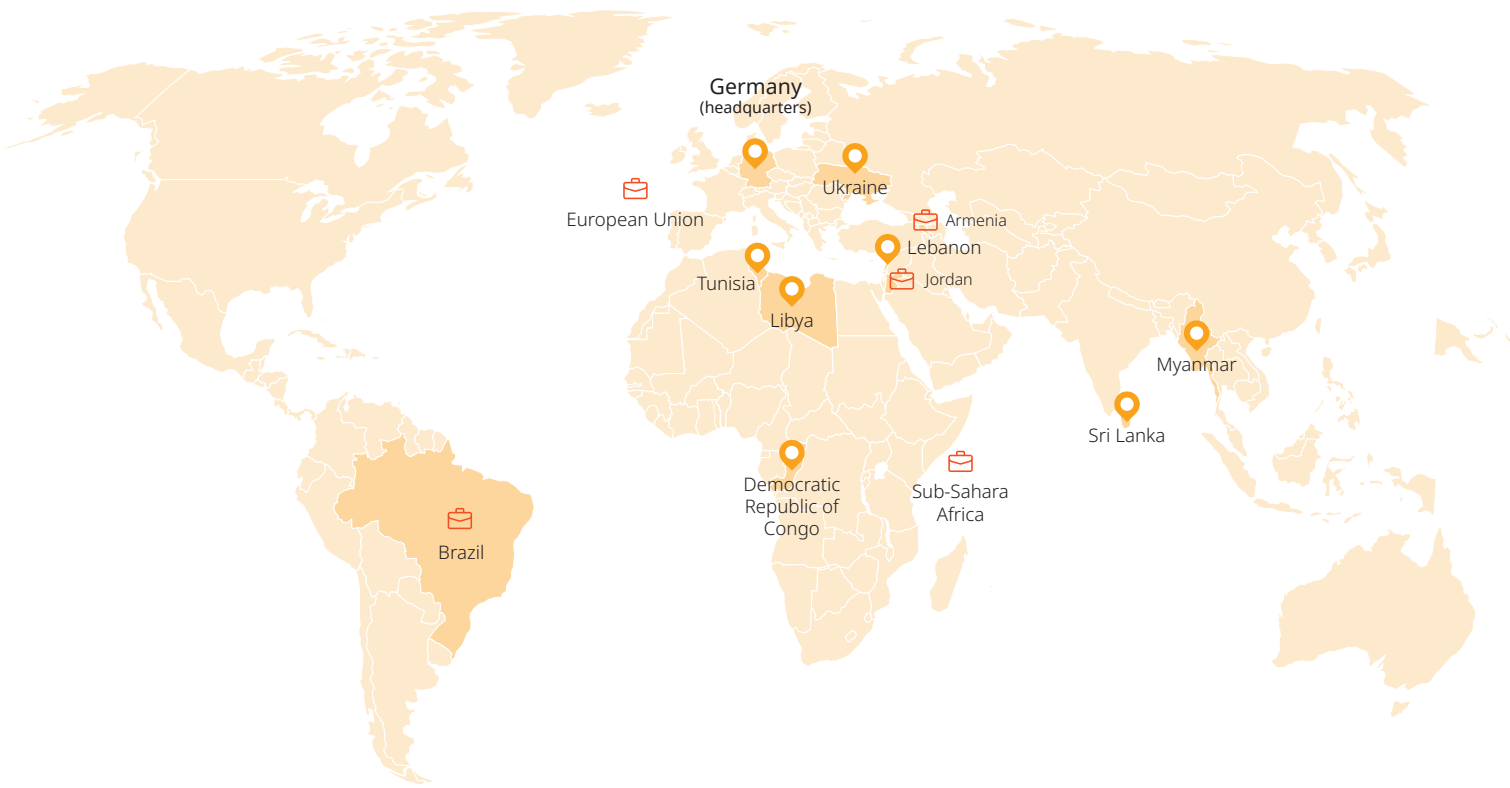 Germany
(headquarters)
Ukraine
European Union
Armenia
Lebanon
Tunisia
Jordan
Libya
Myanmar
Sri Lanka
Democratic
Republic of
Congo
Sub-Sahara
Africa
Brazil